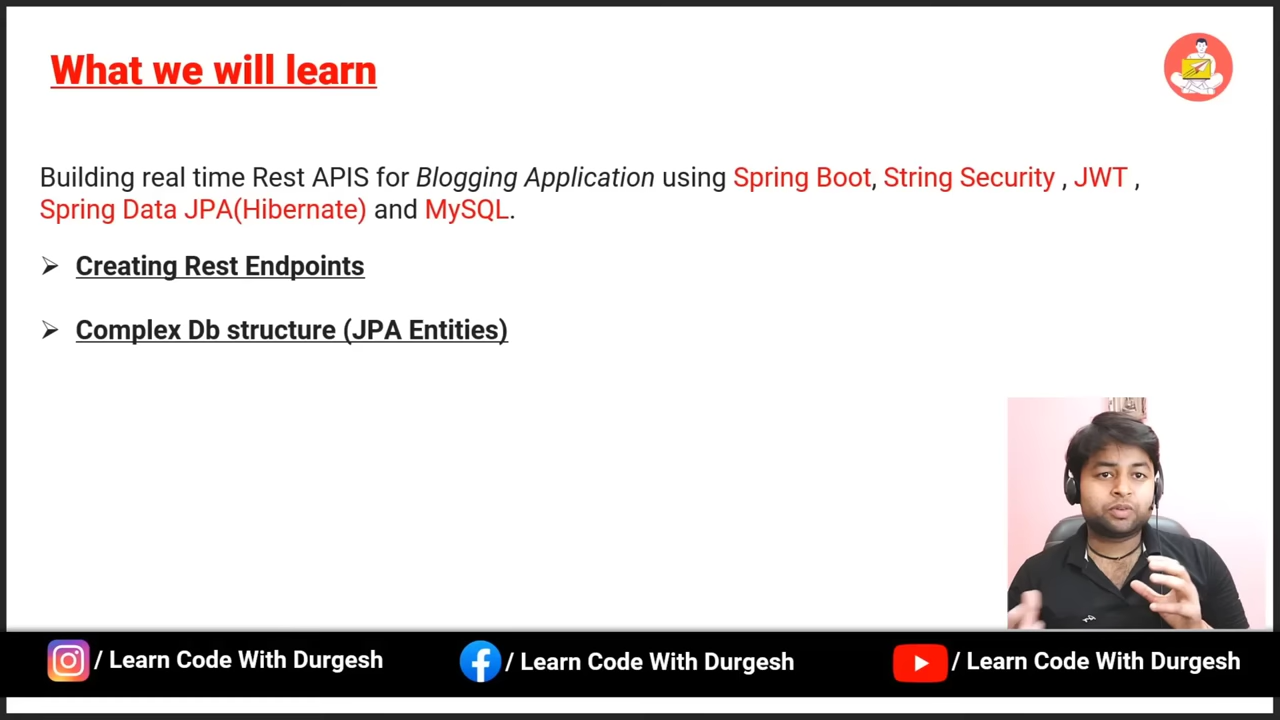 What we will learn
Building real time Rest APIS for Blogging Application using Spring Boot, String Security , JWT ,
Spring Data JPA(Hibernate) and MySQL.
➢ Creating Rest Endpoints
➢ Complex Db structure (JPA Entities)
/ Learn Code With Durgesh
/ Learn Code With Durgesh
/ Learn Code With Durgesh